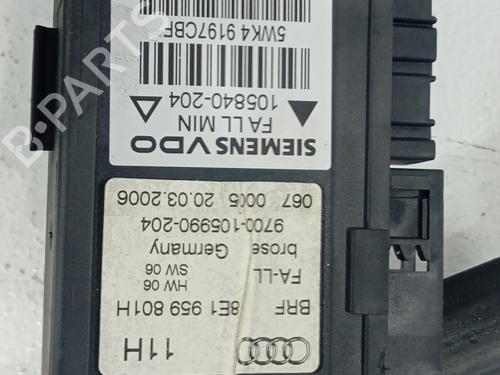 11H
BRF 8E1 959 801H
HW 06
SW 06
FA-LL
brose Germany
9700-105990-204
067 0005 20.03.2006
SIEMENS VDO
FA LL MIN
105840-204
5WK4 9197CBF
B-PARTS